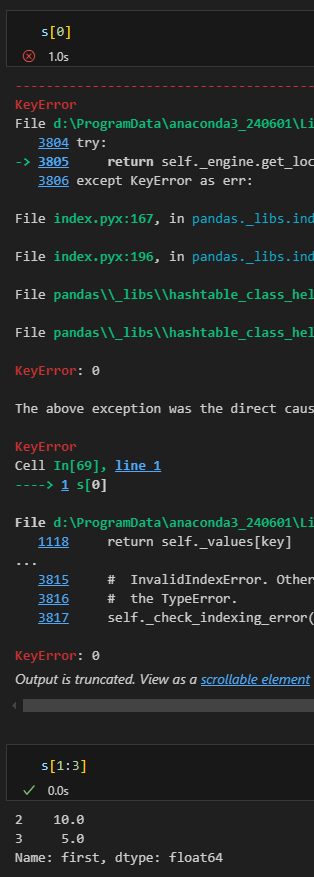 s[0]
1.0s
---------------------------------------
KeyError
File d:\ProgramData\anaconda3_240601\Li
3804 try:
-> 3805     return self._engine.get_loc
3806 except KeyError as err:
File index.pyx:167, in pandas._libs.ind
File index.pyx:196, in pandas._libs.ind
File pandas\\_libs\\hashtable_class_hel
File pandas\\_libs\\hashtable_class_hel
KeyError: 0
The above exception was the direct caus
KeyError
Cell In[69], line 1
----> 1 s[0]
File d:\ProgramData\anaconda3_240601\Li
1118     return self._values[key]
...
3815     #  InvalidIndexError. Other
3816     #  the TypeError.
3817     self._check_indexing_error(
KeyError: 0
Output is truncated. View as a scrollable element
s[1:3]
0.0s
2    10.0
3     5.0
Name: first, dtype: float64